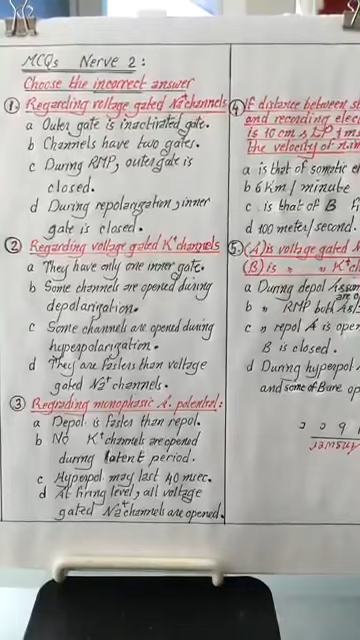 MCQs Nerve 2:
Choose the incorrect answer
① Regarding voltage gated Na⁺channels
a Outer gate is inactivated gate.
b Channels have two gates.
c During RMP, outer gate is
closed.
d During repolarization, inner
gate is closed.
② Regarding voltage gated K⁺channels
a They have only one inner gate.
b Some channels are opened during
depolarization.
c Some channels are opened during
hyperpolarization.
d They are fasters than voltage
gated Na⁺ channels.
③ Regrading monophasic A. potential:
a Depol. is faster than repol.
b No K⁺channels are opened
during latent period.
c Hyperpol. may last 40 msec.
d At firing level, all voltage
gated Na⁺channels are opened.
④ If distance between
and recording
is 10 cm & LP 1
the velocity of
a is that of somatic
b 6 Km / minute
c is that of B
d 100 meter / second.
⑤ (A) is voltage gated
(B) is " " K⁺
a During depol
b " RMP both
c " repol A is
B is closed.
d During hyperpol
and some of B are